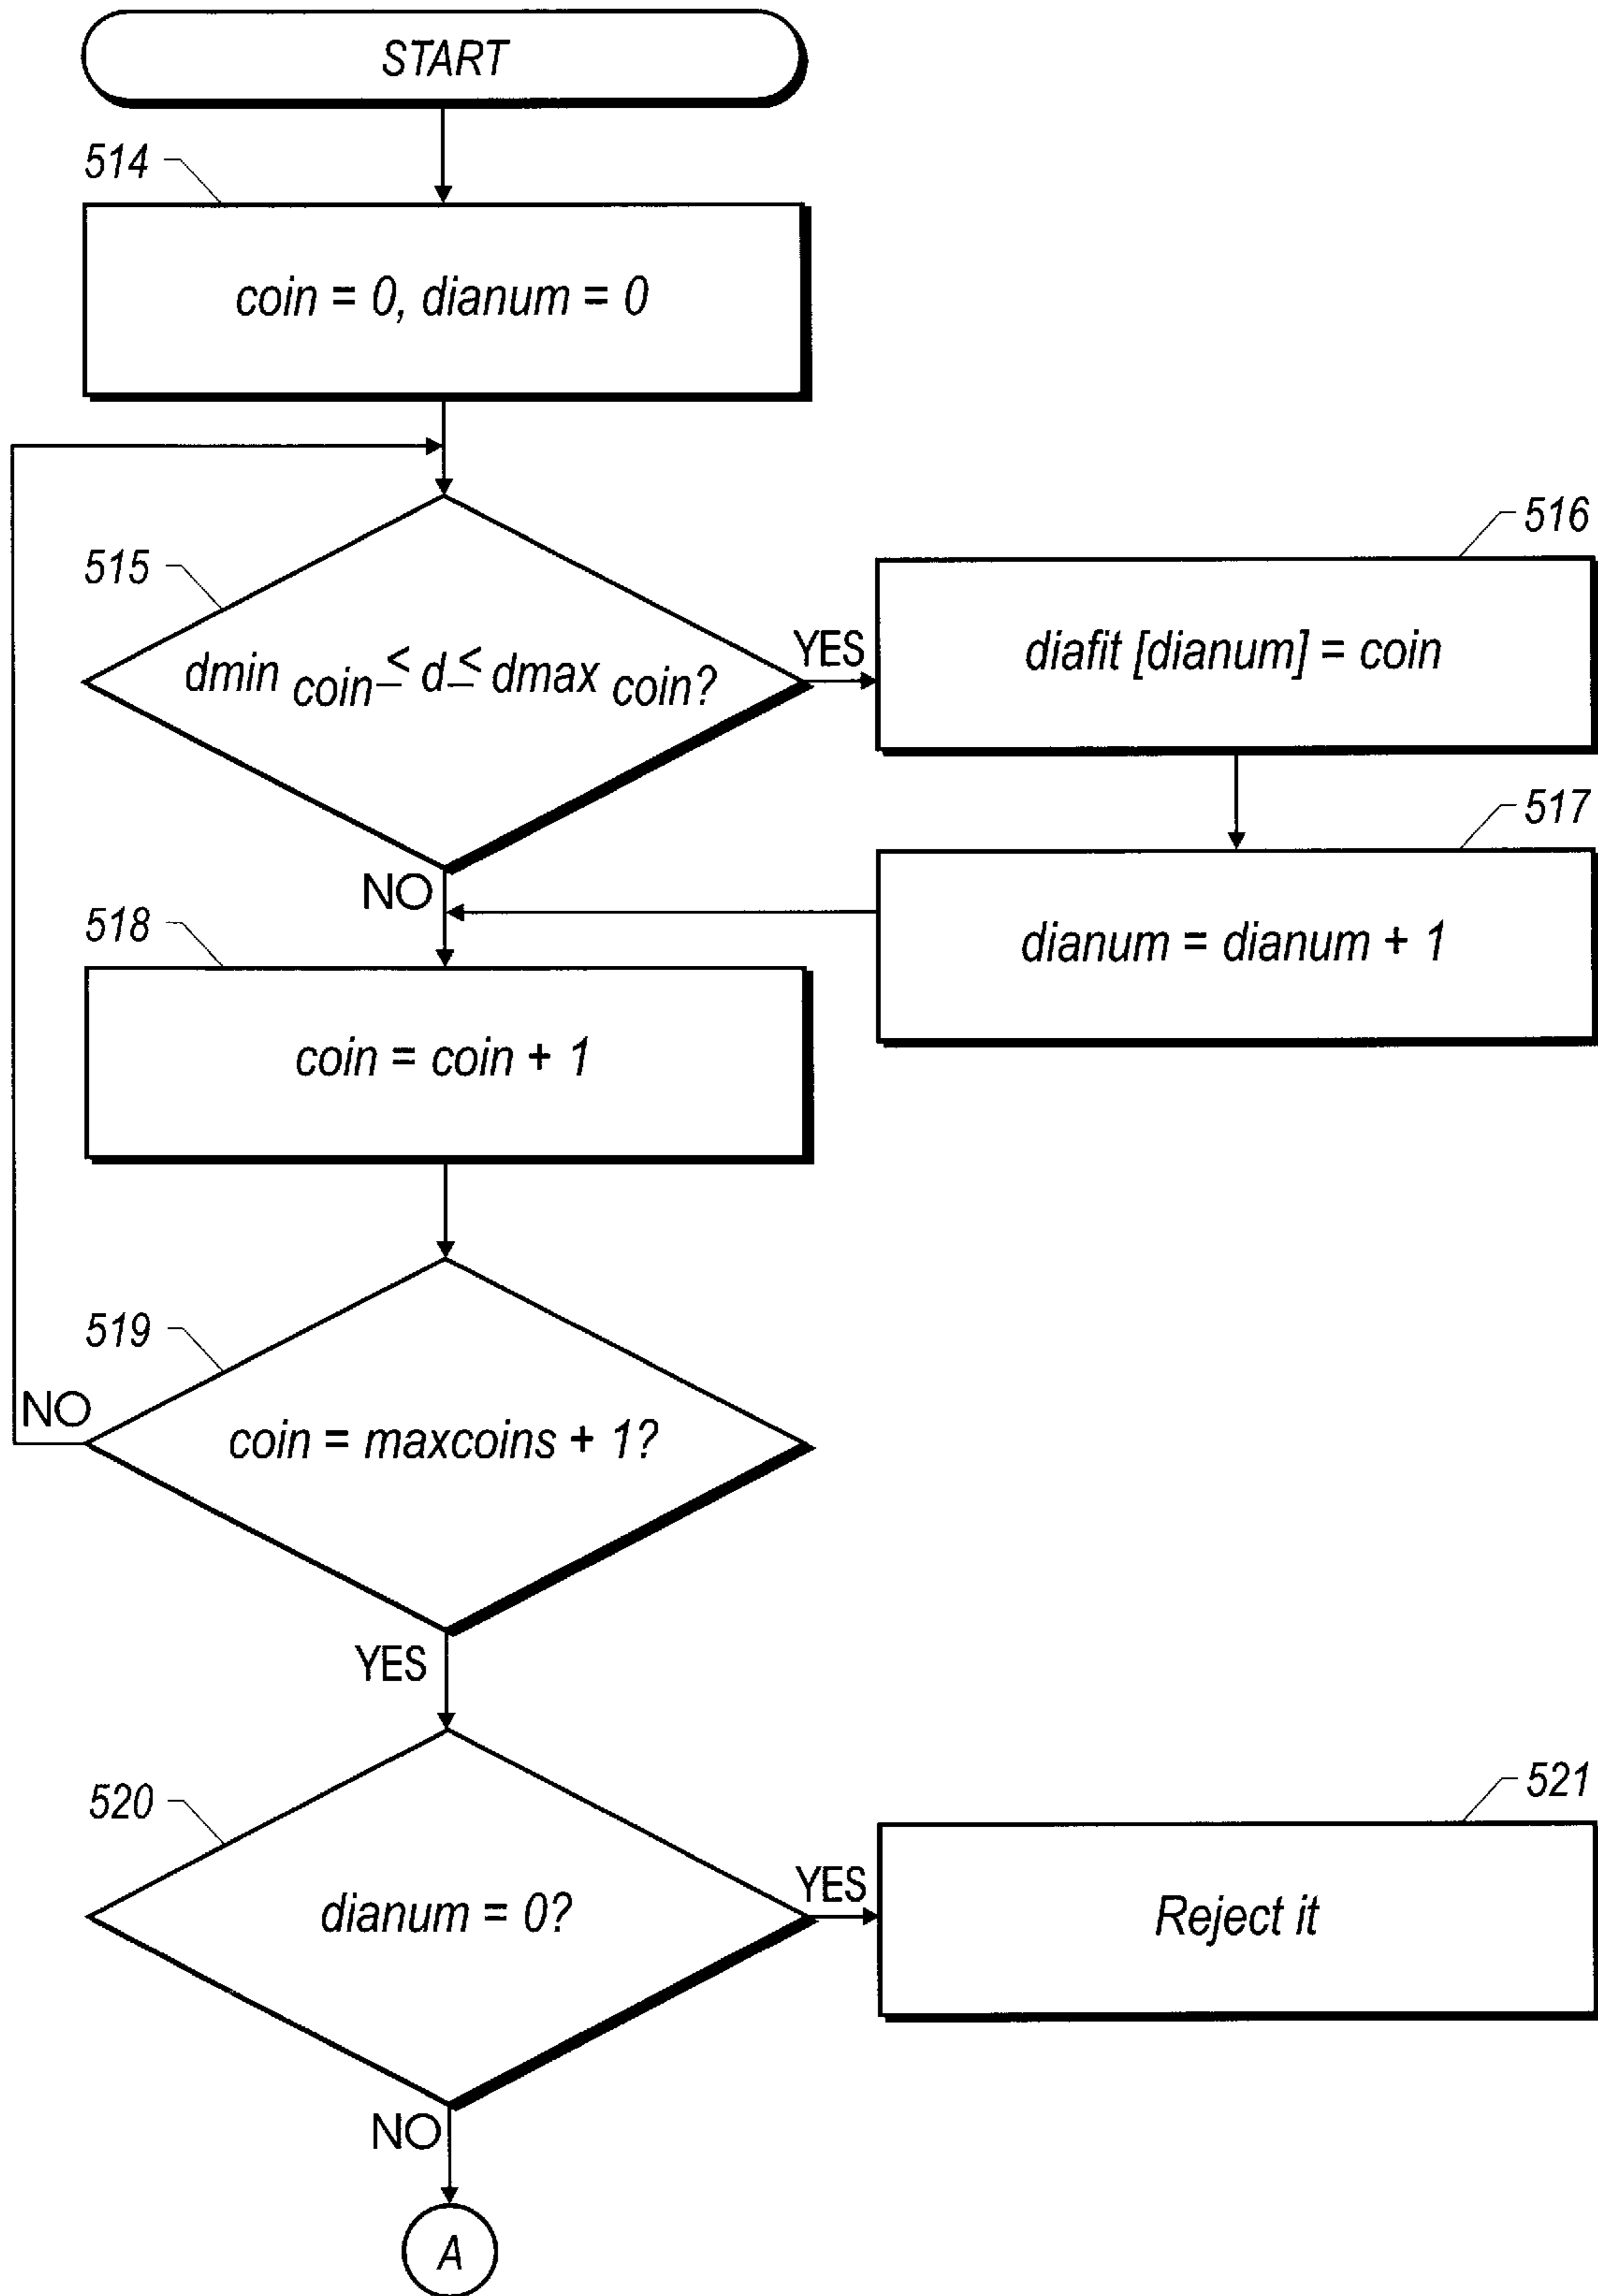 START
514
coin = 0, dianum = 0
515
dmin coin ≤ d ≤ dmax coin?
YES
516
diafit [dianum] = coin
517
dianum = dianum + 1
NO
518
coin = coin + 1
519
NO
coin = maxcoins + 1?
YES
520
dianum = 0?
YES
521
Reject it
NO
A